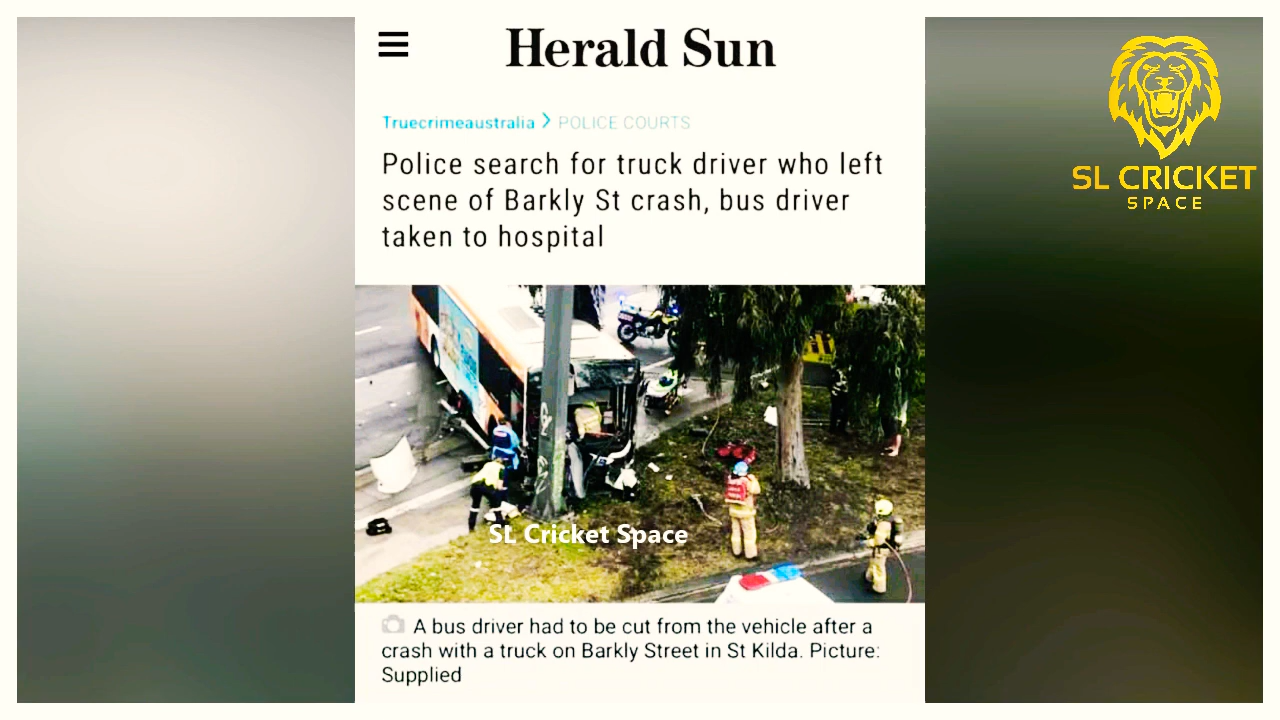 Herald Sun
SL CRICKET
SPACE
Truecrimeaustralia > POLICE COURTS
Police search for truck driver who left
scene of Barkly St crash, bus driver
taken to hospital
SL Cricket Space
A bus driver had to be cut from the vehicle after a
crash with a truck on Barkly Street in St Kilda. Picture:
Supplied